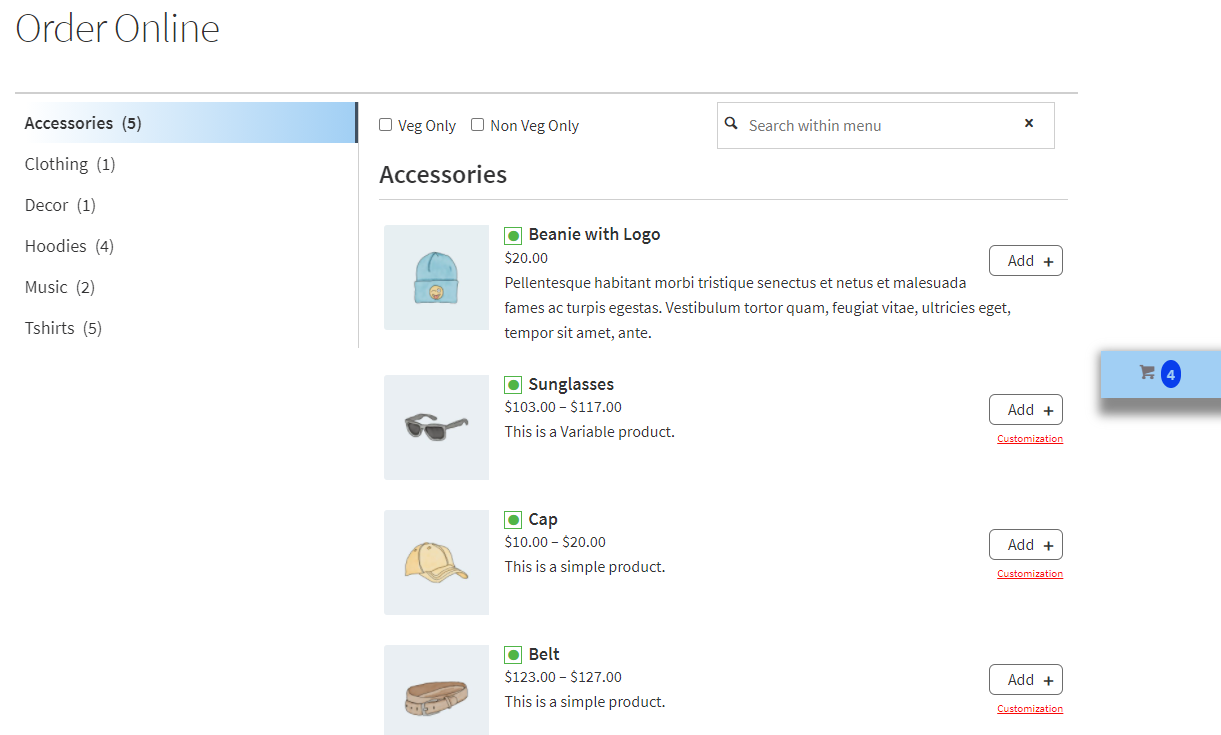 Order Online
Accessories (5)
Clothing (1)
Decor (1)
Hoodies (4)
Music (2)
Tshirts (5)
Veg Only
Non Veg Only
Search within menu
Accessories
Beanie with Logo
$20.00
Add +
Pellentesque habitant morbi tristique senectus et netus et malesuada
fames ac turpis egestas. Vestibulum tortor quam, feugiat vitae, ultricies eget,
tempor sit amet, ante.
Sunglasses
$103.00 – $117.00
This is a Variable product.
Add +
Customization
Cap
$10.00 – $20.00
This is a simple product.
Add +
Customization
Belt
$123.00 – $127.00
This is a simple product.
Add +
Customization
4